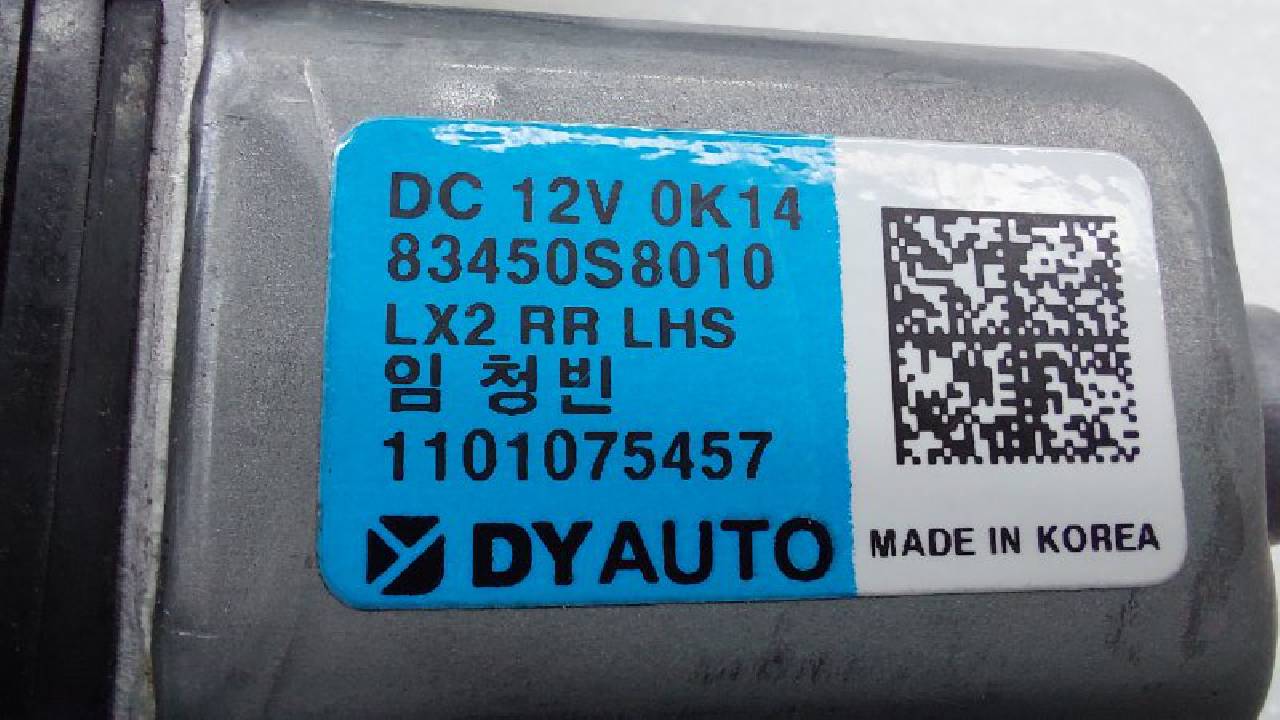 DC 12V 0K14
83450S8010
LX2 RR LHS
임 청빈
1101075457
DYAUTO
MADE IN KOREA